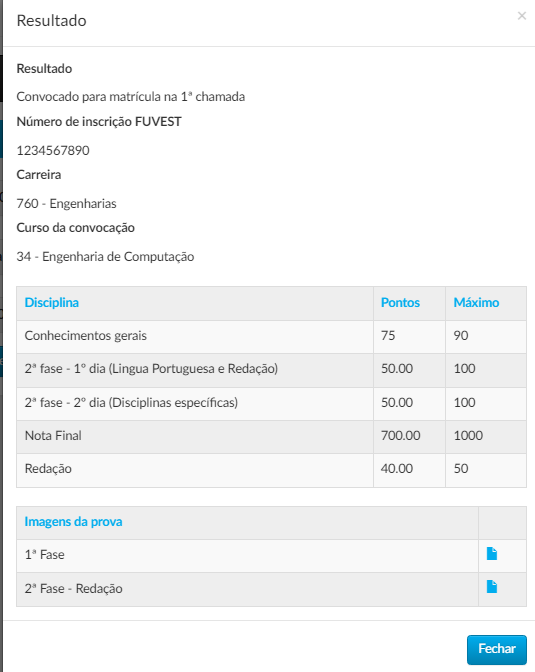 Resultado
×
Resultado
Convocado para matrícula na 1ª chamada
Número de inscrição FUVEST
1234567890
Carreira
760 - Engenharias
Curso da convocação
34 - Engenharia de Computação
Disciplina Pontos Máximo
Conhecimentos gerais 75 90
2ª fase - 1º dia (Lingua Portuguesa e Redação) 50.00 100
2ª fase - 2º dia (Disciplinas específicas) 50.00 100
Nota Final 700.00 1000
Redação 40.00 50
Imagens da prova
1ª Fase
2ª Fase - Redação
Fechar